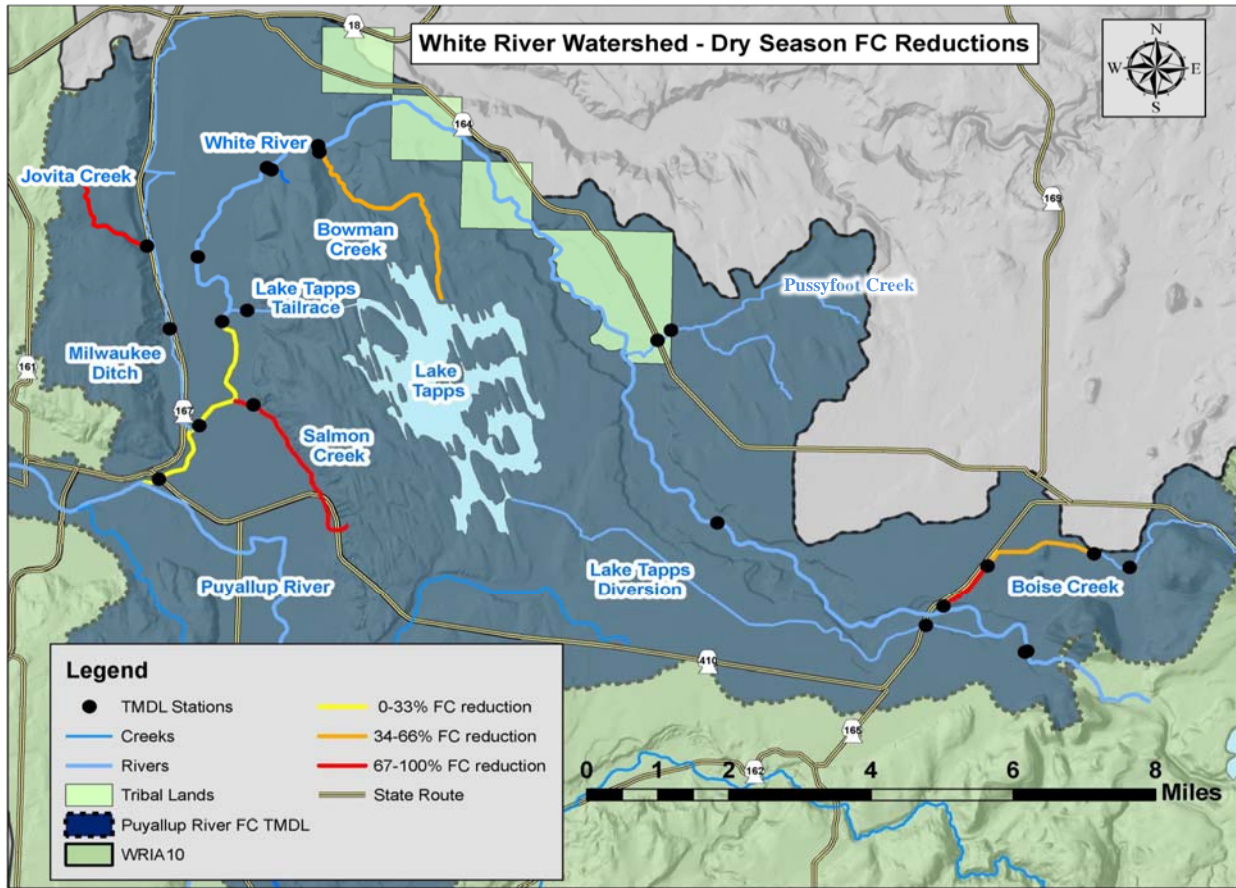 White River Watershed - Dry Season FC Reductions
N
W E
S
18
164
169
White River
Jovita Creek
Bowman
Creek
Pussyfoot Creek
Lake Tapps
Tailrace
Milwaukee
Ditch
161
167
Lake
Tapps
Salmon
Creek
Puyallup River
Lake Tapps
Diversion
Boise Creek
410
165
162
Legend
TMDL Stations
Creeks
Rivers
Tribal Lands
Puyallup River FC TMDL
WRIA10
0-33% FC reduction
34-66% FC reduction
67-100% FC reduction
State Route
0 1 2 4 6 8
Miles